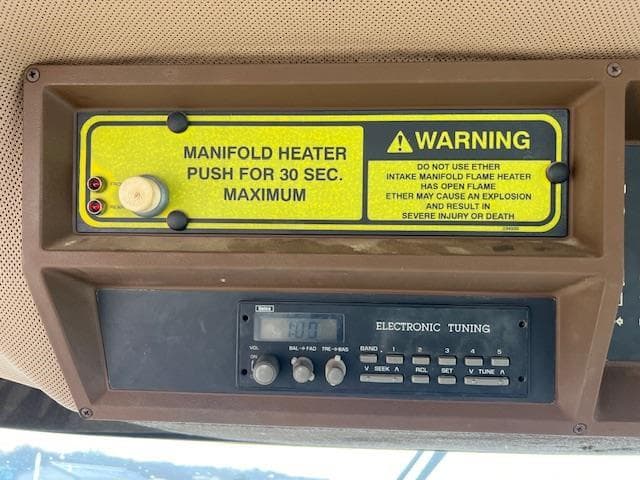 MANIFOLD HEATER
PUSH FOR 30 SEC.
MAXIMUM
WARNING
DO NOT USE ETHER
INTAKE MANIFOLD FLAME HEATER
HAS OPEN FLAME
ETHER MAY CAUSE AN EXPLOSION
AND RESULT IN
SEVERE INJURY OR DEATH
1:00
ELECTRONIC TUNING
VOL BAL→FAD TRE→BAS
ON
BAND 1 2 3 4 5
V SEEK Λ RCL SET V TUNE Λ